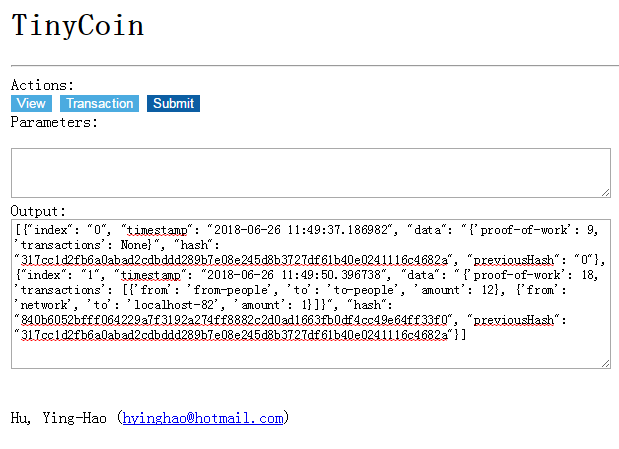 TinyCoin
Actions:
View Transaction Submit
Parameters:
Output:
[{"index": "0", "timestamp": "2018-06-26 11:49:37.186982", "data": "{'proof-of-work': 9,
'transactions': None}", "hash":
"317cc1d2fb6a0abad2cdbddd289b7e08e245d8b3727df61b40e0241116c4682a", "previousHash": "0"},
{"index": "1", "timestamp": "2018-06-26 11:49:50.396738", "data": "{'proof-of-work': 18,
'transactions': [{'from': 'from-people', 'to': 'to-people', 'amount': 12}, {'from':
'network', 'to': 'localhost-82', 'amount': 1}]}", "hash":
"840b6052bfff064229a7f3192a274ff8882c2d0ad1663fb0df4cc49e64ff33f0", "previousHash":
"317cc1d2fb6a0abad2cdbddd289b7e08e245d8b3727df61b40e0241116c4682a"}]
Hu, Ying-Hao (hyinghao@hotmail.com)